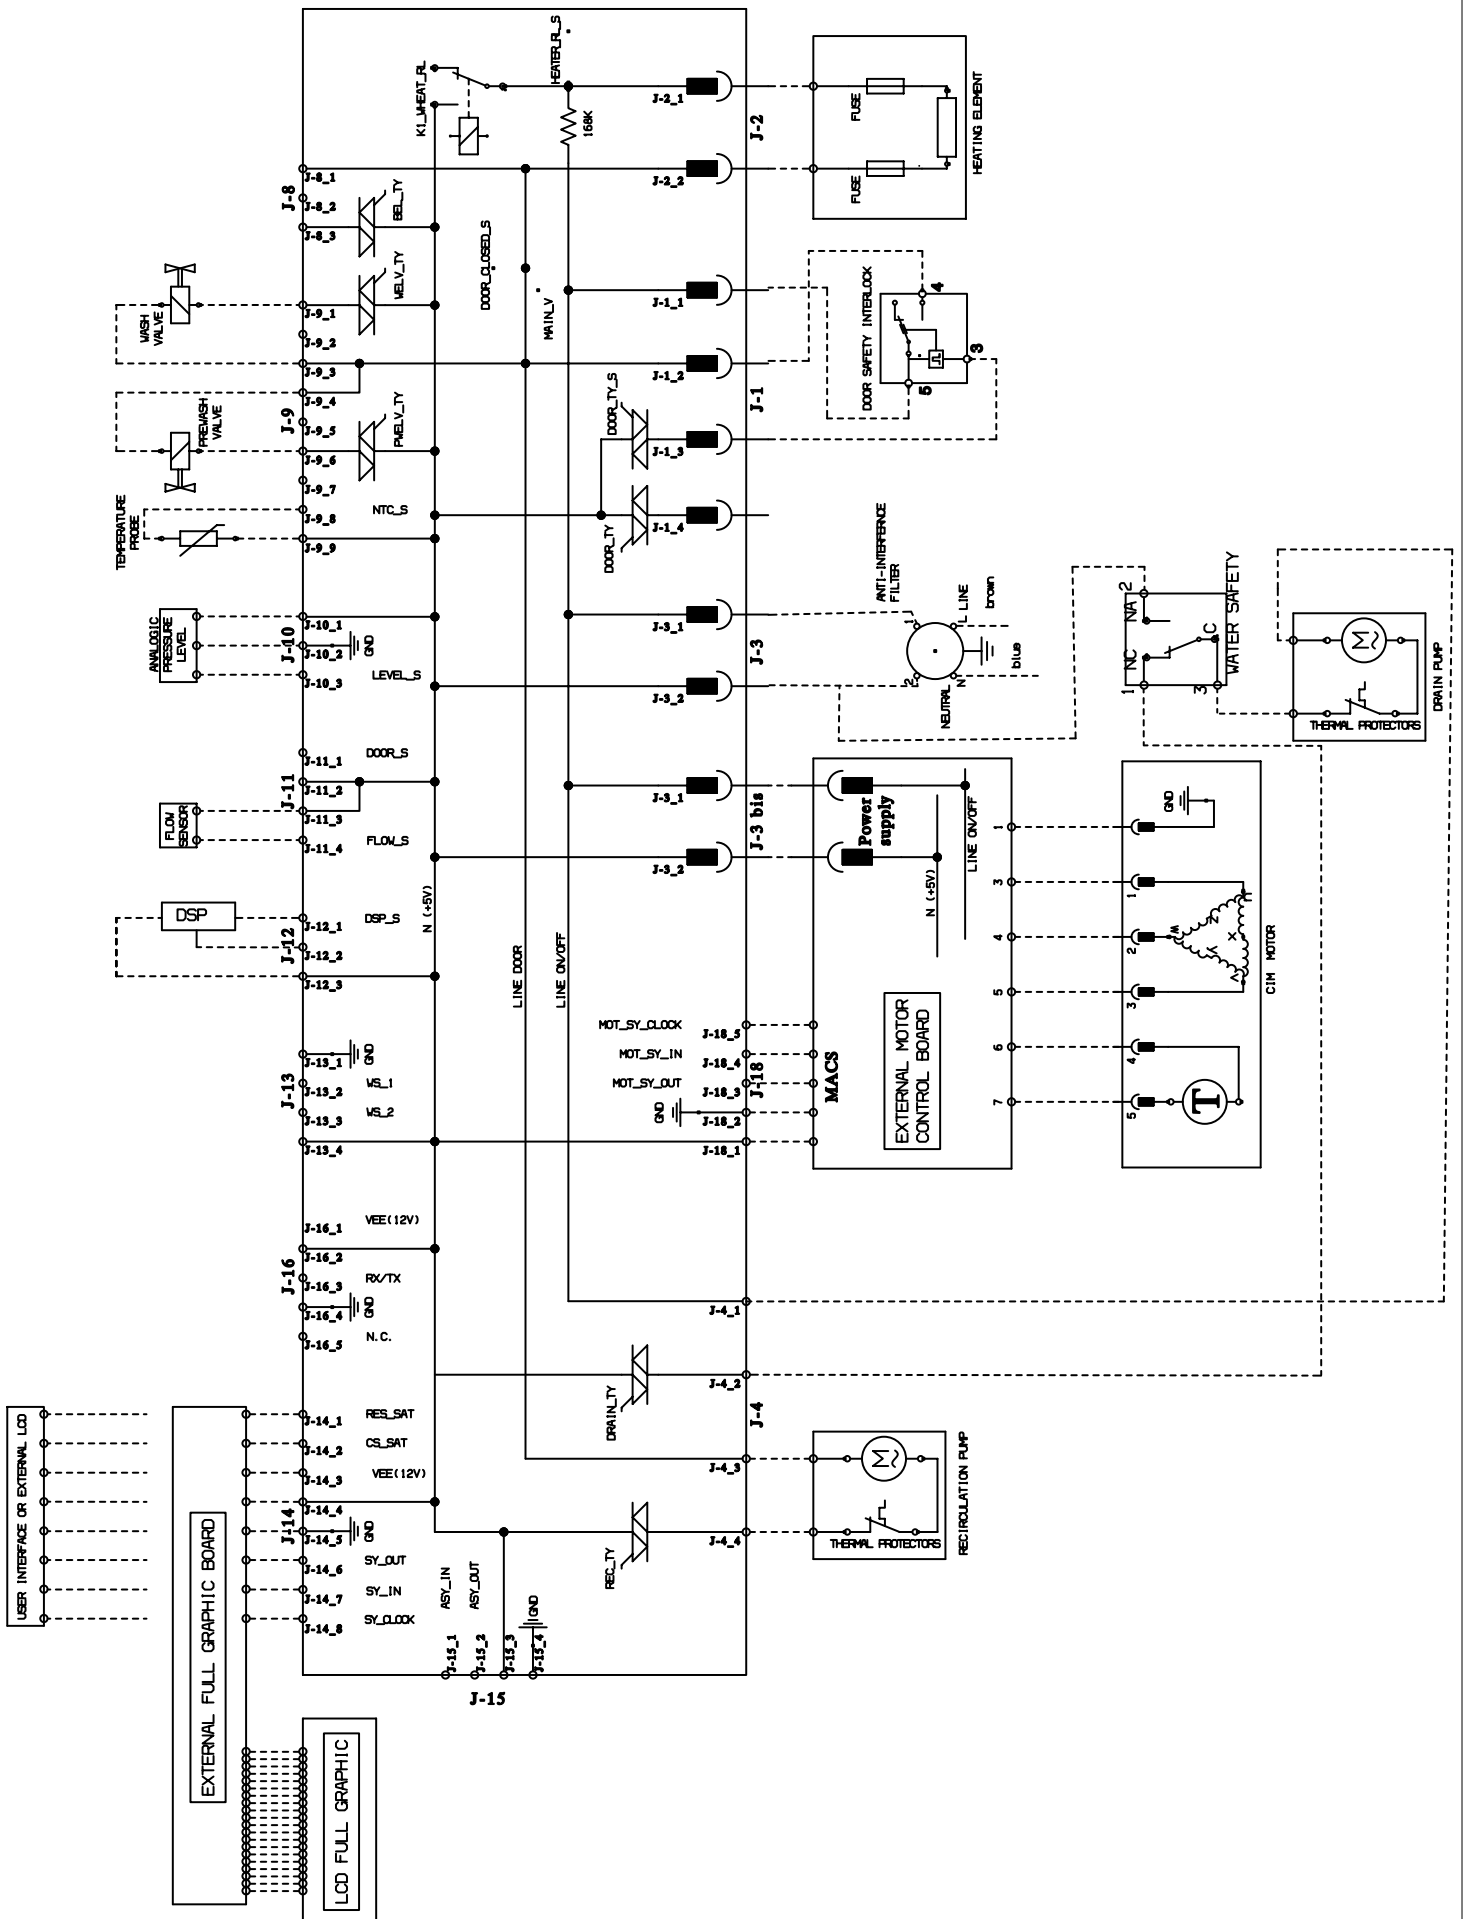 HEATER_RL_S
K1_WHEAT_RL
168K
J-2_1
J-2
J-2_2
FUSE
FUSE
HEATING ELEMENT
J-8
J-8_1
J-8_2
J-8_3
BEL_TY
WELV_TY
DOOR_CLOSED_S
MAIN_V
WASH
VALVE
J-9_1
J-9_2
J-9_3
J-9_4
J-9
J-9_5
J-9_6
J-9_7
J-9_8
J-9_9
PREWASH
VALVE
PWELV_TY
NTC_S
TEMPERATURE
PROBE
J-1_1
J-1_2
J-1
J-1_3
J-1_4
DOOR_TY_S
DOOR_TY
DOOR SAFETY INTERLOCK
4
5
3
ANALOGIC
PRESSURE
LEVEL
J-10
J-10_1
J-10_2
J-10_3
GND
LEVEL_S
J-3_1
J-3
J-3_2
ANTI-INTERFERNCE
FILTER
1
2
LINE
brown
N
NEUTRAL
blue
2
NA
NC
1
3
C
WATER SAFETY
M
THERMAL PROTECTORS
DRAIN PUMP
J-11
J-11_1
J-11_2
J-11_3
J-11_4
DOOR_S
FLOW_S
FLOW
SENSOR
J-3_1
J-3 bis
J-3_2
Power
supply
N (+5V)
LINE ON/OFF
DSP
J-12
J-12_1
J-12_2
J-12_3
DSP_S
N (+5V)
LINE DOOR
LINE ON/OFF
1
3
4
5
6
7
GND
1
2
3
4
5
W
Z
U
X
Y
V
T
CIM MOTOR
EXTERNAL MOTOR
CONTROL BOARD
MACS
MOT_SY_CLOCK
MOT_SY_IN
MOT_SY_OUT
GND
J-18_5
J-18_4
J-18_3
J-18_2
J-18_1
J-18
J-13
J-13_1
J-13_2
J-13_3
J-13_4
GND
WS_1
WS_2
J-16
J-16_1
J-16_2
J-16_3
J-16_4
J-16_5
VEE(12V)
RX/TX
GND
N.C.
J-4_1
J-4_2
J-4
J-4_3
J-4_4
DRAIN_TY
REC_TY
M
THERMAL PROTECTORS
RECIRCULATION PUMP
USER INTERFACE OR EXTERNAL LCD
EXTERNAL FULL GRAPHIC BOARD
J-14
J-14_1
J-14_2
J-14_3
J-14_4
J-14_5
J-14_6
J-14_7
J-14_8
RES_SAT
CS_SAT
VEE(12V)
GND
SY_OUT
SY_IN
SY_CLOCK
ASY_IN
ASY_OUT
GND
J-15_1
J-15_2
J-15_3
J-15_4
J-15
LCD FULL GRAPHIC